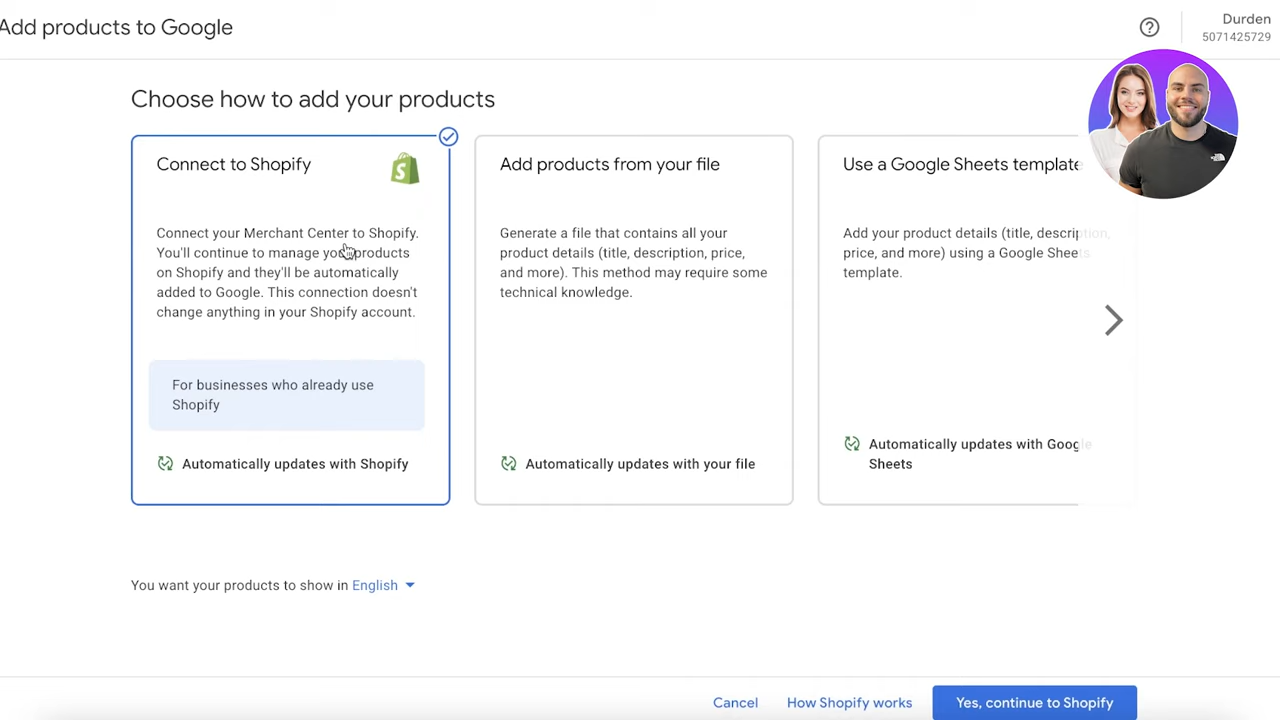 Add products to Google
Durden
5071425729
Choose how to add your products
Connect to Shopify
Connect your Merchant Center to Shopify.
You'll continue to manage your products
on Shopify and they'll be automatically
added to Google. This connection doesn't
change anything in your Shopify account.
For businesses who already use
Shopify
Automatically updates with Shopify
Add products from your file
Generate a file that contains all your
product details (title, description, price,
and more). This method may require some
technical knowledge.
Automatically updates with your file
Use a Google Sheets template
Add your product details (title, description,
price, and more) using a Google Sheets
template.
Automatically updates with Google
Sheets
You want your products to show in English
Cancel
How Shopify works
Yes, continue to Shopify